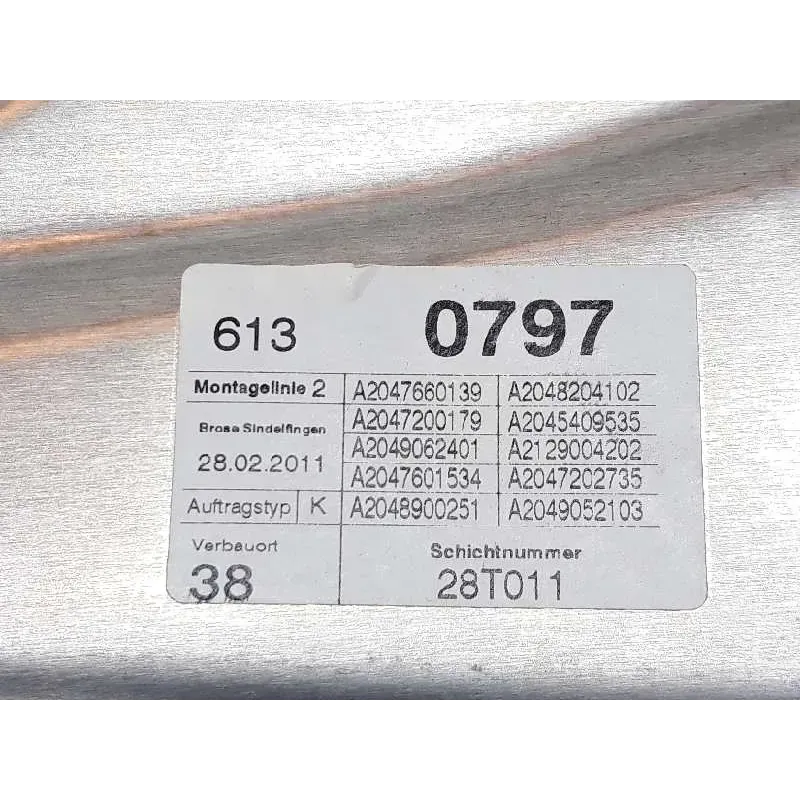 613 0797
Montagelinie 2 A2047660139 A2048204102
A2047200179 A2045409535
Brose Sindelfingen
A2049062401 A2129004202
28.02.2011
A2047601534 A2047202735
Auftragstyp K A2048900251 A2049052103
Verbauort Schichtnummer
38 28T011